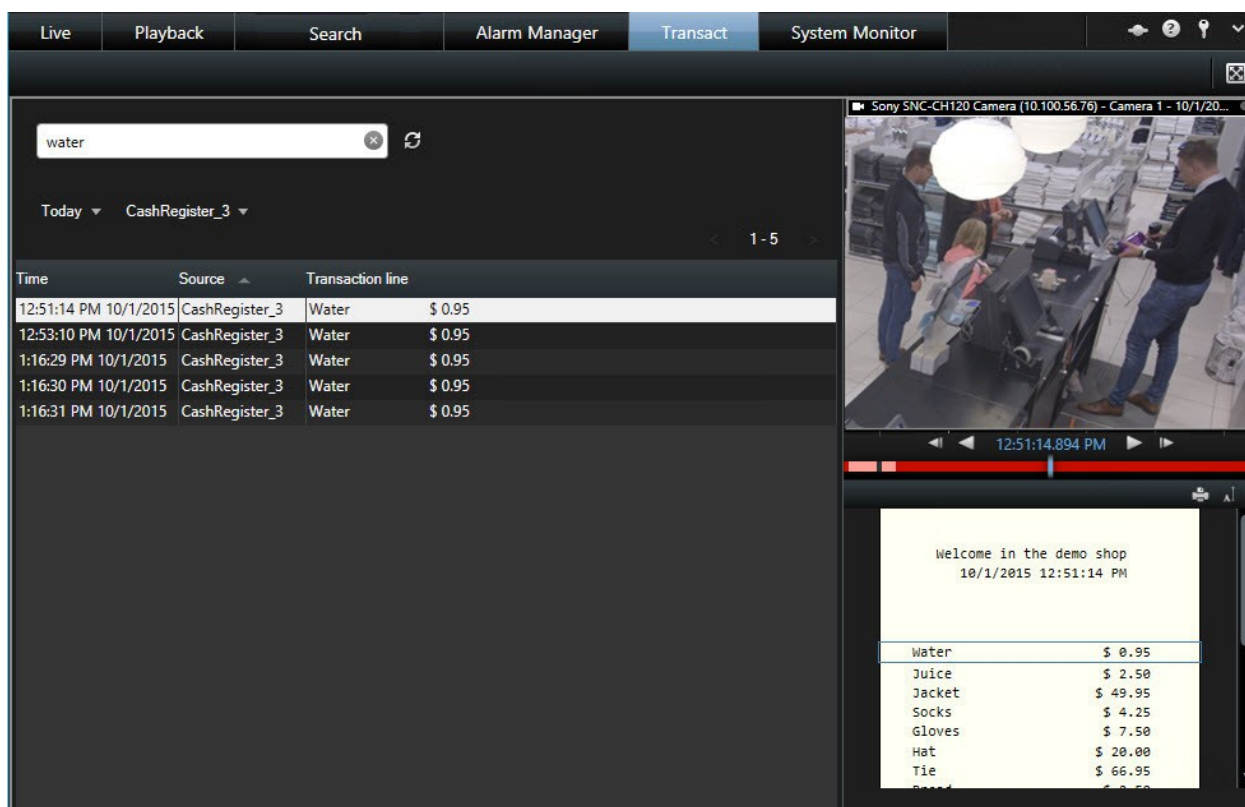 Live Playback Search Alarm Manager Transact System Monitor
Sony SNC-CH120 Camera (10.100.56.76) - Camera 1 - 10/1/20...
water
Today CashRegister_3
< 1 - 5 >
Time Source Transaction line
12:51:14 PM 10/1/2015 CashRegister_3 Water $ 0.95
12:53:10 PM 10/1/2015 CashRegister_3 Water $ 0.95
1:16:29 PM 10/1/2015 CashRegister_3 Water $ 0.95
1:16:30 PM 10/1/2015 CashRegister_3 Water $ 0.95
1:16:31 PM 10/1/2015 CashRegister_3 Water $ 0.95
12:51:14.894 PM
Welcome in the demo shop
10/1/2015 12:51:14 PM
Water $ 0.95
Juice $ 2.50
Jacket $ 49.95
Socks $ 4.25
Gloves $ 7.50
Hat $ 20.00
Tie $ 66.95